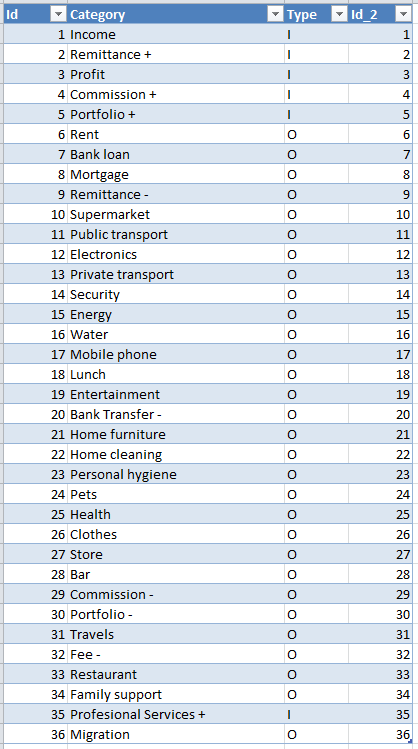 Id Category Type Id_2
1 Income I 1
2 Remittance + I 2
3 Profit I 3
4 Commission + I 4
5 Portfolio + I 5
6 Rent O 6
7 Bank loan O 7
8 Mortgage O 8
9 Remittance - O 9
10 Supermarket O 10
11 Public transport O 11
12 Electronics O 12
13 Private transport O 13
14 Security O 14
15 Energy O 15
16 Water O 16
17 Mobile phone O 17
18 Lunch O 18
19 Entertainment O 19
20 Bank Transfer - O 20
21 Home furniture O 21
22 Home cleaning O 22
23 Personal hygiene O 23
24 Pets O 24
25 Health O 25
26 Clothes O 26
27 Store O 27
28 Bar O 28
29 Commission - O 29
30 Portfolio - O 30
31 Travels O 31
32 Fee - O 32
33 Restaurant O 33
34 Family support O 34
35 Profesional Services + I 35
36 Migration O 36